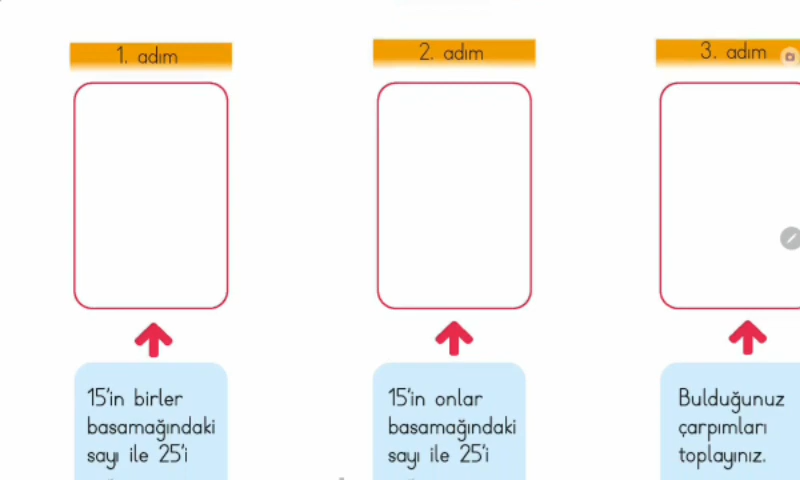 1. adım
2. adım
3. adım
15'in birler
basamağındaki
sayı ile 25'i
15'in onlar
basamağındaki
sayı ile 25'i
Bulduğunuz
çarpımları
toplayınız.